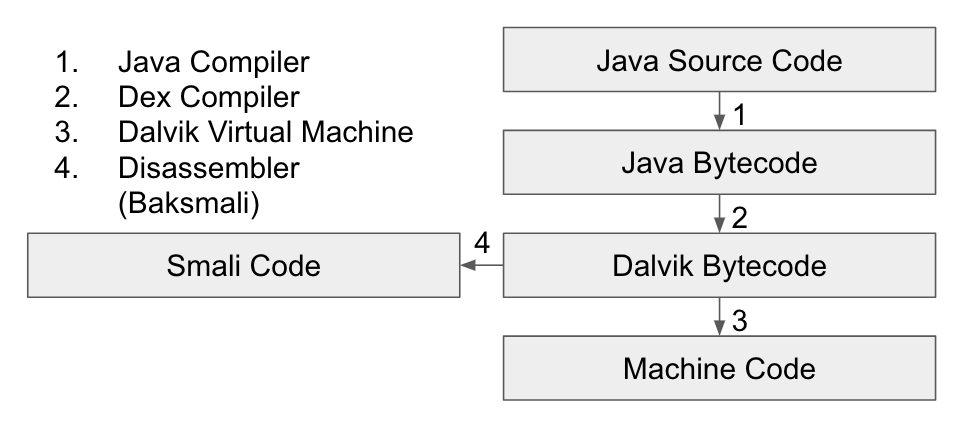 1. Java Compiler
2. Dex Compiler
3. Dalvik Virtual Machine
4. Disassembler
(Baksmali)
Java Source Code
1
Java Bytecode
2
Smali Code
4
Dalvik Bytecode
3
Machine Code